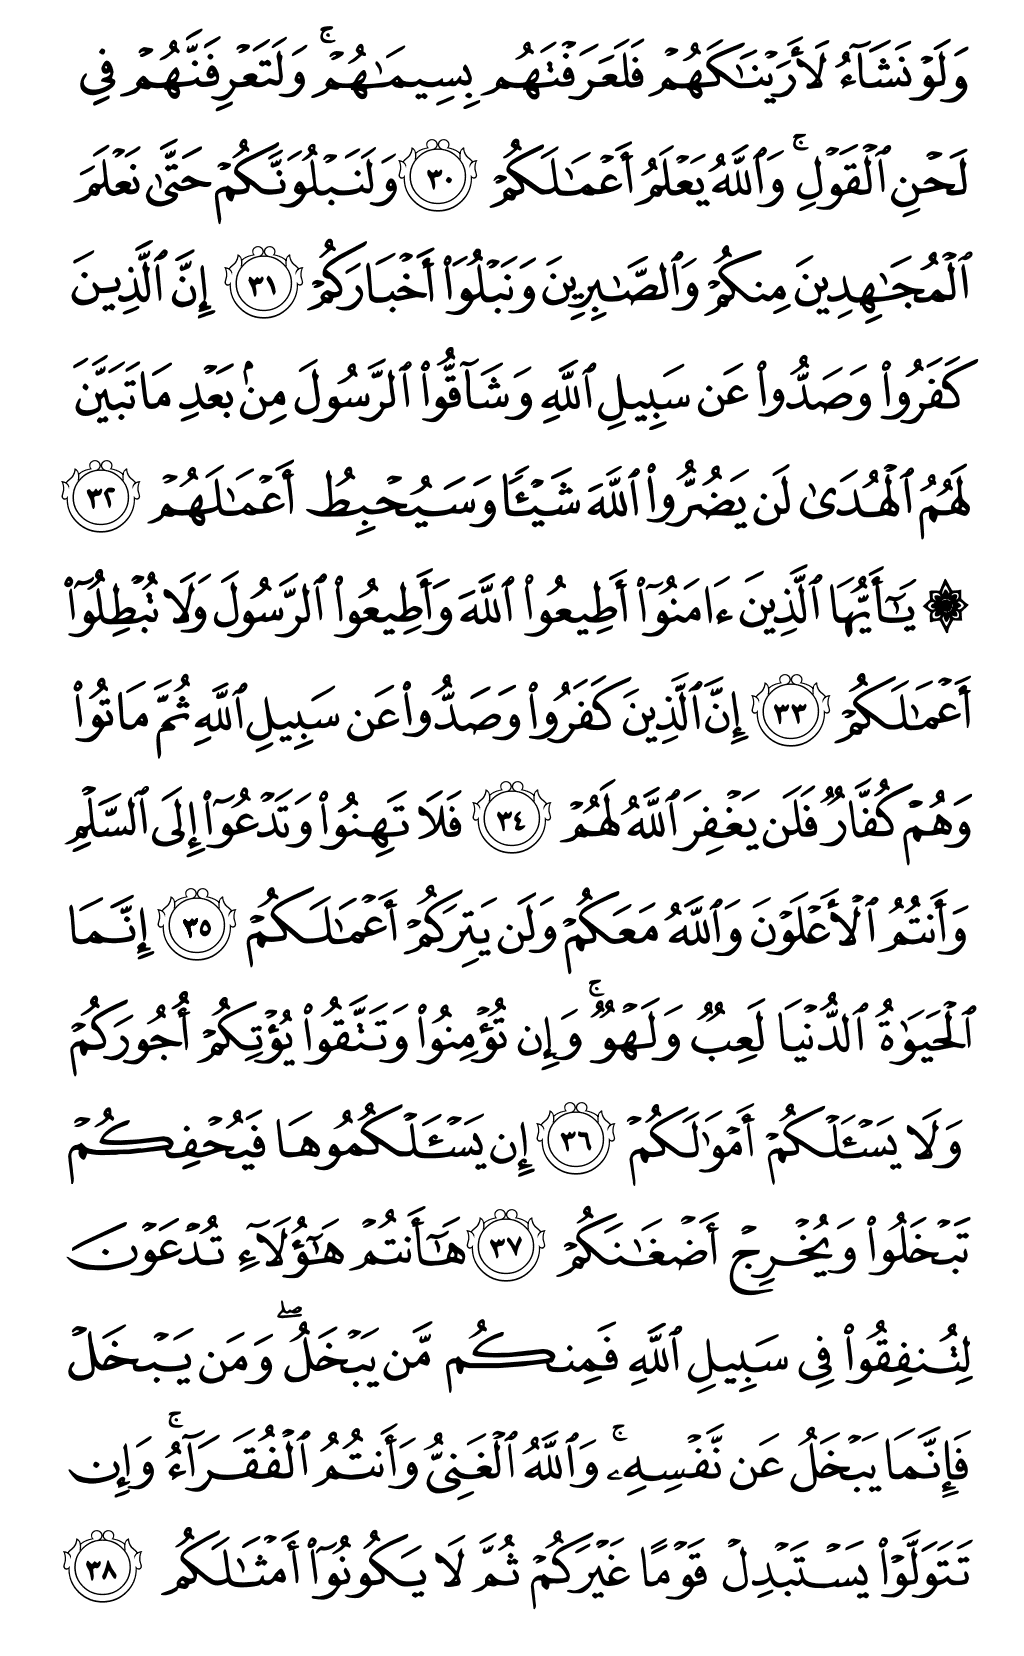 وَلَوْ نَشَآءُ لَأَرَيْنَـٰكَهُمْ فَلَعَرَفْتَهُم بِسِيمَـٰهُمْ ۚ وَلَتَعْرِفَنَّهُمْ فِى
لَحْنِ ٱلْقَوْلِ ۚ وَٱللَّهُ يَعْلَمُ أَعْمَـٰلَكُمْ ٣٠ وَلَنَبْلُوَنَّكُمْ حَتَّىٰ نَعْلَمَ
ٱلْمُجَـٰهِدِينَ مِنكُمْ وَٱلصَّـٰبِرِينَ وَنَبْلُوَا۟ أَخْبَارَكُمْ ٣١ إِنَّ ٱلَّذِينَ
كَفَرُوا۟ وَصَدُّوا۟ عَن سَبِيلِ ٱللَّهِ وَشَآقُّوا۟ ٱلرَّسُولَ مِنۢ بَعْدِ مَا تَبَيَّنَ
لَهُمُ ٱلْهُدَىٰ لَن يَضُرُّوا۟ ٱللَّهَ شَيْـًٔا وَسَيُحْبِطُ أَعْمَـٰلَهُمْ ٣٢
۞ يَـٰٓأَيُّهَا ٱلَّذِينَ ءَامَنُوٓا۟ أَطِيعُوا۟ ٱللَّهَ وَأَطِيعُوا۟ ٱلرَّسُولَ وَلَا تُبْطِلُوٓا۟
أَعْمَـٰلَكُمْ ٣٣ إِنَّ ٱلَّذِينَ كَفَرُوا۟ وَصَدُّوا۟ عَن سَبِيلِ ٱللَّهِ ثُمَّ مَاتُوا۟
وَهُمْ كُفَّارٌ فَلَن يَغْفِرَ ٱللَّهُ لَهُمْ ٣٤ فَلَا تَهِنُوا۟ وَتَدْعُوٓا۟ إِلَى ٱلسَّلْمِ
وَأَنتُمُ ٱلْأَعْلَوْنَ وَٱللَّهُ مَعَكُمْ وَلَن يَتِرَكُمْ أَعْمَـٰلَكُمْ ٣٥ إِنَّمَا
ٱلْحَيَوٰةُ ٱلدُّنْيَا لَعِبٌ وَلَهْوٌ ۚ وَإِن تُؤْمِنُوا۟ وَتَتَّقُوا۟ يُؤْتِكُمْ أُجُورَكُمْ
وَلَا يَسْـَٔلْكُمْ أَمْوَٰلَكُمْ ٣٦ إِن يَسْـَٔلْكُمُوهَا فَيُحْفِكُمْ
تَبْخَلُوا۟ وَيُخْرِجْ أَضْغَـٰنَكُمْ ٣٧ هَـٰٓأَنتُمْ هَـٰٓؤُلَآءِ تُدْعَوْنَ
لِتُنفِقُوا۟ فِى سَبِيلِ ٱللَّهِ فَمِنكُم مَّن يَبْخَلُ ۖ وَمَن يَبْخَلْ
فَإِنَّمَا يَبْخَلُ عَن نَّفْسِهِۦ ۚ وَٱللَّهُ ٱلْغَنِىُّ وَأَنتُمُ ٱلْفُقَرَآءُ ۚ وَإِن
تَتَوَلَّوْا۟ يَسْتَبْدِلْ قَوْمًا غَيْرَكُمْ ثُمَّ لَا يَكُونُوٓا۟ أَمْثَـٰلَكُم ٣٨